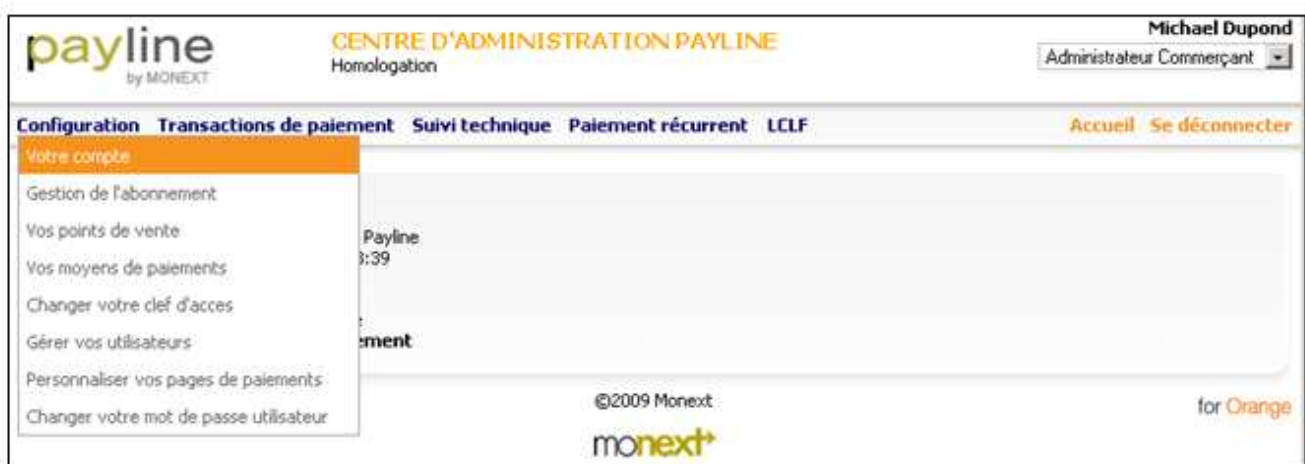 payline
by MONEXT
CENTRE D'ADMINISTRATION PAYLINE
Homologation
Michael Dupond
Administrateur Commerçant
Configuration Transactions de paiement Suivi technique Paiement récurrent LCLF Accueil Se déconnecter
Votre compte
Gestion de l'abonnement
Vos points de vente
Payline
:39
Vos moyens de paiements
Changer votre clef d'acces
Gérer vos utilisateurs
ement
Personnaliser vos pages de paiements
Changer votre mot de passe utilisateur
©2009 Monext
for Orange
monext